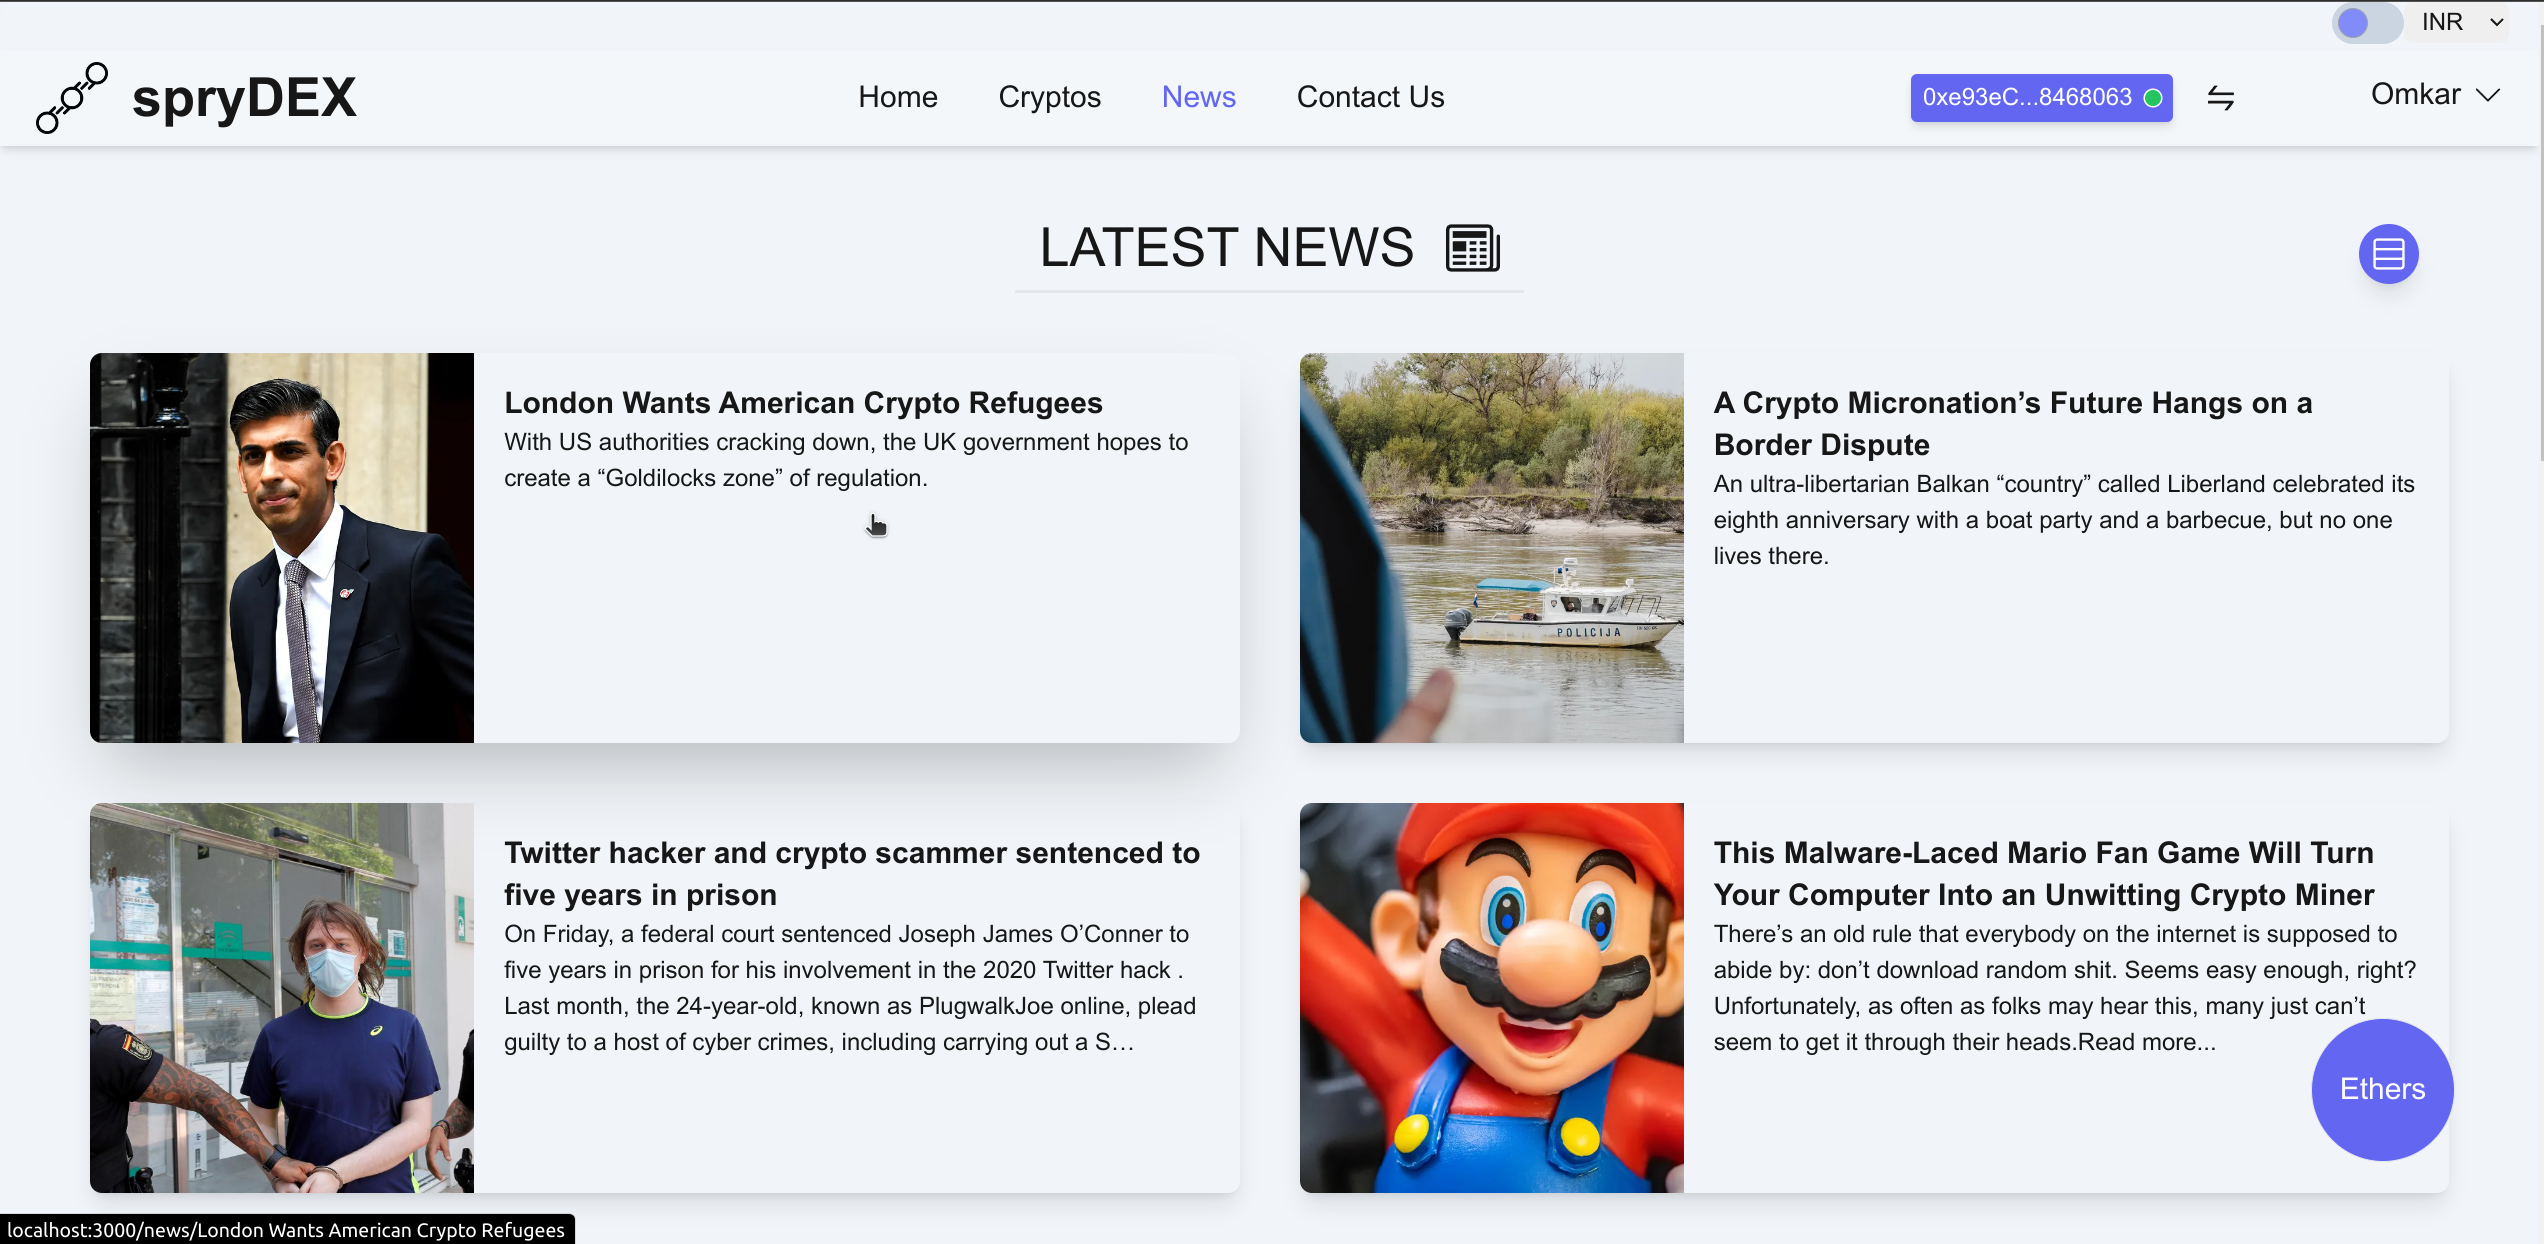 INR
spryDEX
Home
Cryptos
News
Contact Us
0xe93eC...8468063
Omkar
LATEST NEWS
London Wants American Crypto Refugees
With US authorities cracking down, the UK government hopes to
create a “Goldilocks zone” of regulation.
A Crypto Micronation’s Future Hangs on a
Border Dispute
An ultra-libertarian Balkan “country” called Liberland celebrated its
eighth anniversary with a boat party and a barbecue, but no one
lives there.
POLICIJA
Twitter hacker and crypto scammer sentenced to
five years in prison
On Friday, a federal court sentenced Joseph James O’Conner to
five years in prison for his involvement in the 2020 Twitter hack .
Last month, the 24-year-old, known as PlugwalkJoe online, plead
guilty to a host of cyber crimes, including carrying out a S…
This Malware-Laced Mario Fan Game Will Turn
Your Computer Into an Unwitting Crypto Miner
There’s an old rule that everybody on the internet is supposed to
abide by: don’t download random shit. Seems easy enough, right?
Unfortunately, as often as folks may hear this, many just can’t
seem to get it through their heads.Read more...
Ethers
localhost:3000/news/London Wants American Crypto Refugees